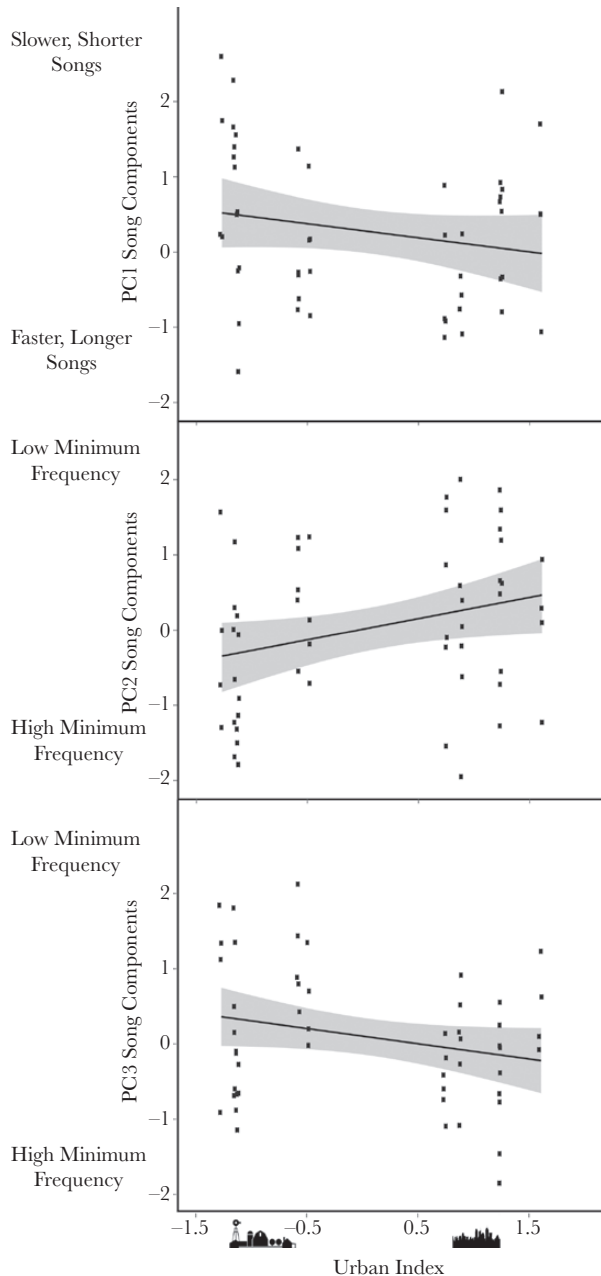 Slower, Shorter
Songs
PC1 Song Components
2
1
0
−1
−2
Faster, Longer
Songs
Low Minimum
Frequency
PC2 Song Components
2
1
0
−1
−2
High Minimum
Frequency
Low Minimum
Frequency
PC3 Song Components
2
1
0
−1
−2
High Minimum
Frequency
−1.5 −0.5 0.5 1.5
Urban Index